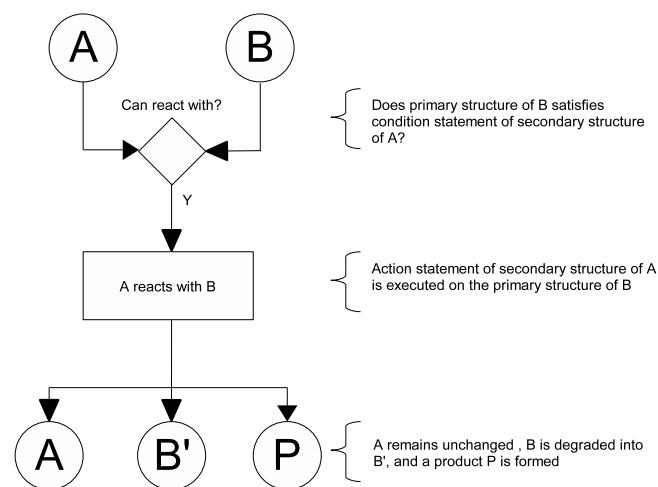 A
B
Can react with?
Does primary structure of B satisfies
condition statement of secondary structure
of A?
Y
A reacts with B
Action statement of secondary structure of A
is executed on the primary structure of B
A
B'
P
A remains unchanged , B is degraded into
B', and a product P is formed